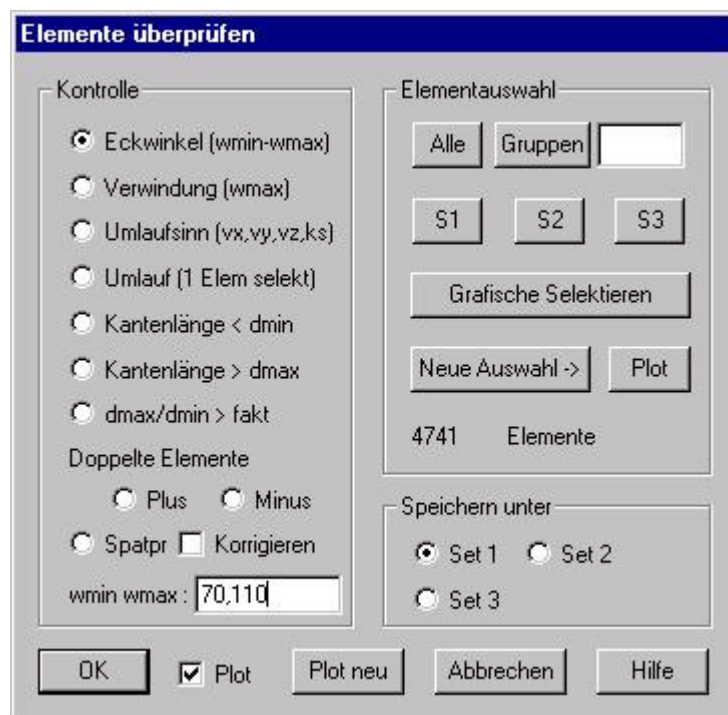 Elemente überprüfen
Kontrolle
Eckwinkel (wmin-wmax)
Verwindung (wmax)
Umlaufsinn (vx,vy,vz,ks)
Umlauf (1 Elem selekt)
Kantenlänge < dmin
Kantenlänge > dmax
dmax/dmin > fakt
Doppelte Elemente
Plus Minus
Spatpr Korrigieren
wmin wmax : 70,110
Elementauswahl
Alle Gruppen
S1 S2 S3
Grafische Selektieren
Neue Auswahl -> Plot
4741 Elemente
Speichern unter
Set 1 Set 2
Set 3
OK Plot Plot neu Abbrechen Hilfe